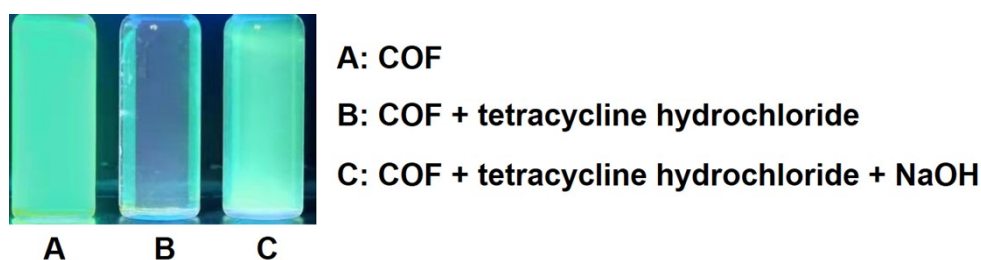 A: COF
B: COF + tetracycline hydrochloride
C: COF + tetracycline hydrochloride + NaOH
A B C